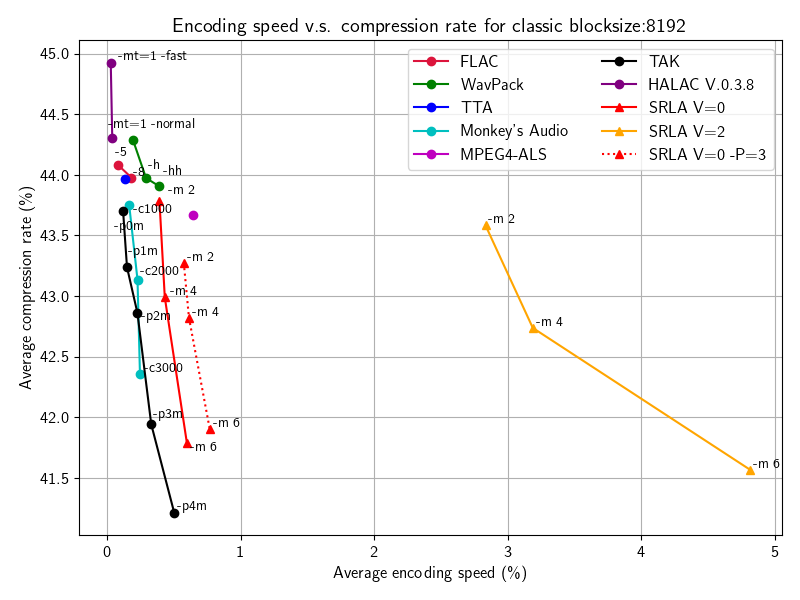 Encoding speed v.s. compression rate for classic blocksize:8192
FLAC
WavPack
TTA
Monkey's Audio
MPEG4-ALS
TAK
HALAC V.0.3.8
SRLA V=0
SRLA V=2
SRLA V=0 -P=3
45.0
44.5
44.0
43.5
43.0
42.5
42.0
41.5
Average compression rate (%)
-mt=1 -fast
-mt=1 -normal
-5
-8
-h
-hh
-m 2
-c1000
-p0m
-p1m
-c2000
-m 2
-m 4
-m 4
-p2m
-c3000
-p3m
-m 6
-m 6
-p4m
-m 2
-m 4
-m 6
0
1
2
3
4
5
Average encoding speed (%)